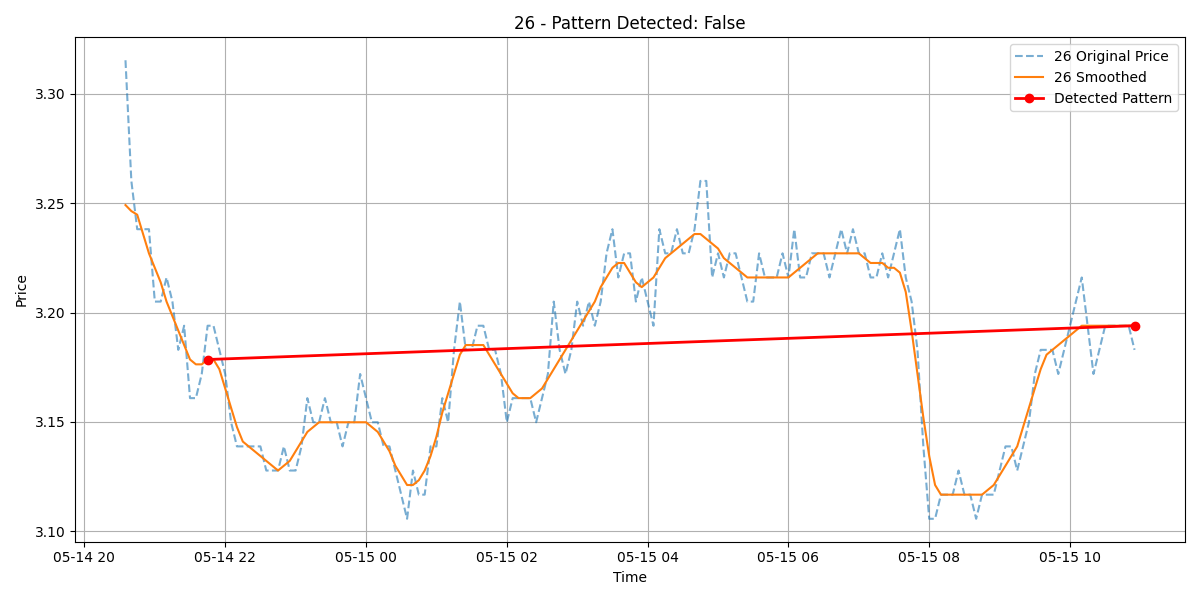 26 - Pattern Detected: False
26 Original Price
26 Smoothed
Detected Pattern
Price
3.30
3.25
3.20
3.15
3.10
05-14 20 05-14 22 05-15 00 05-15 02 05-15 04 05-15 06 05-15 08 05-15 10
Time